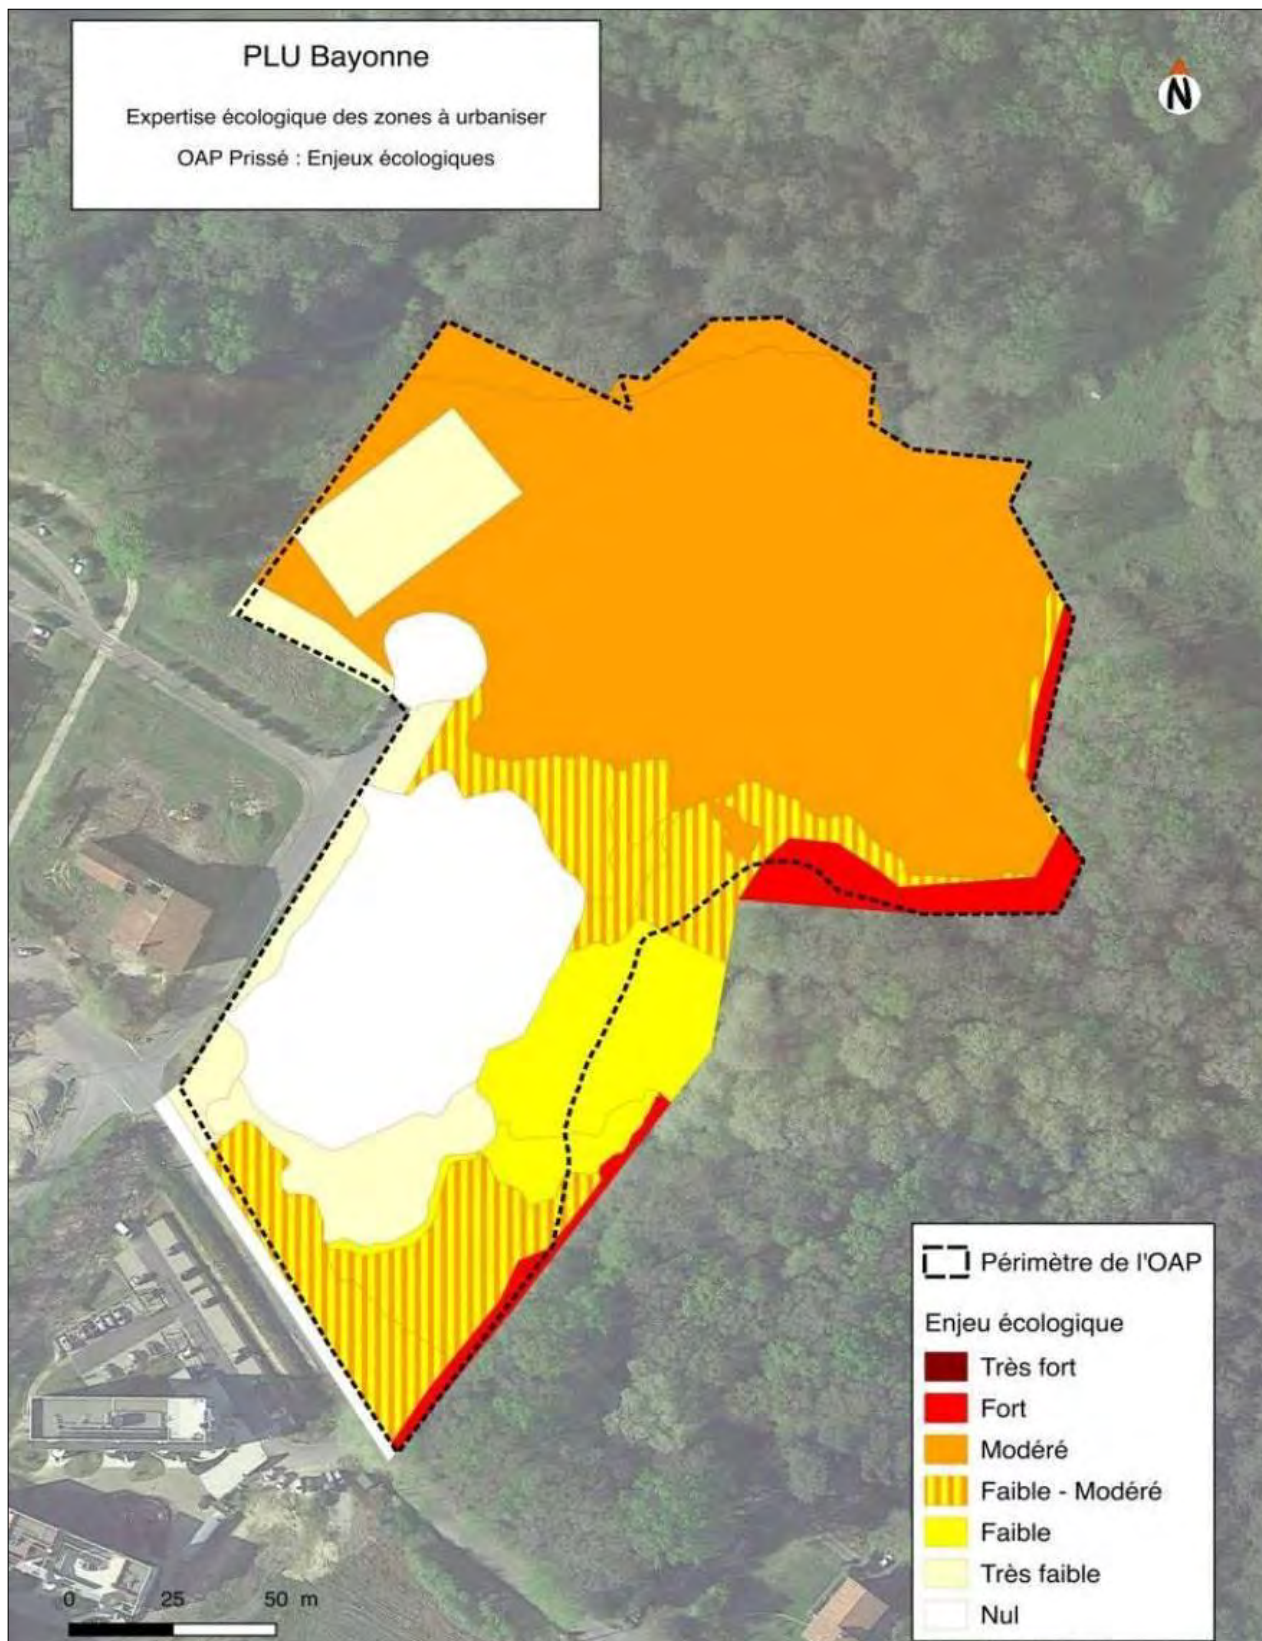 PLU Bayonne
Expertise écologique des zones à urbaniser
OAP Prissé : Enjeux écologiques
N
Périmètre de l'OAP
Enjeu écologique
Très fort
Fort
Modéré
Faible - Modéré
Faible
Très faible
Nul
0 25 50 m